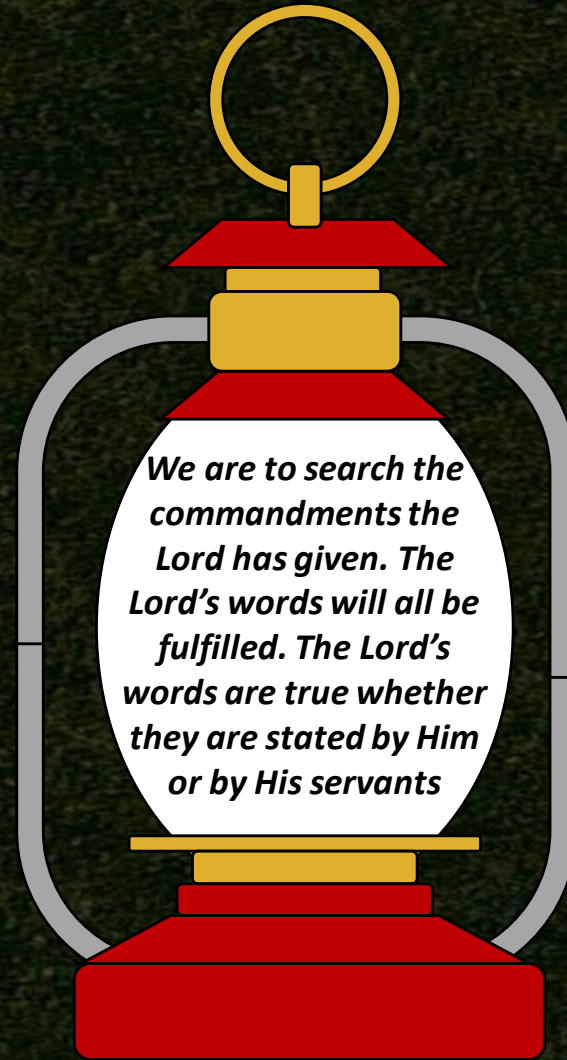 We are to search the
commandments the
Lord has given. The
Lord’s words will all be
fulfilled. The Lord’s
words are true whether
they are stated by Him
or by His servants